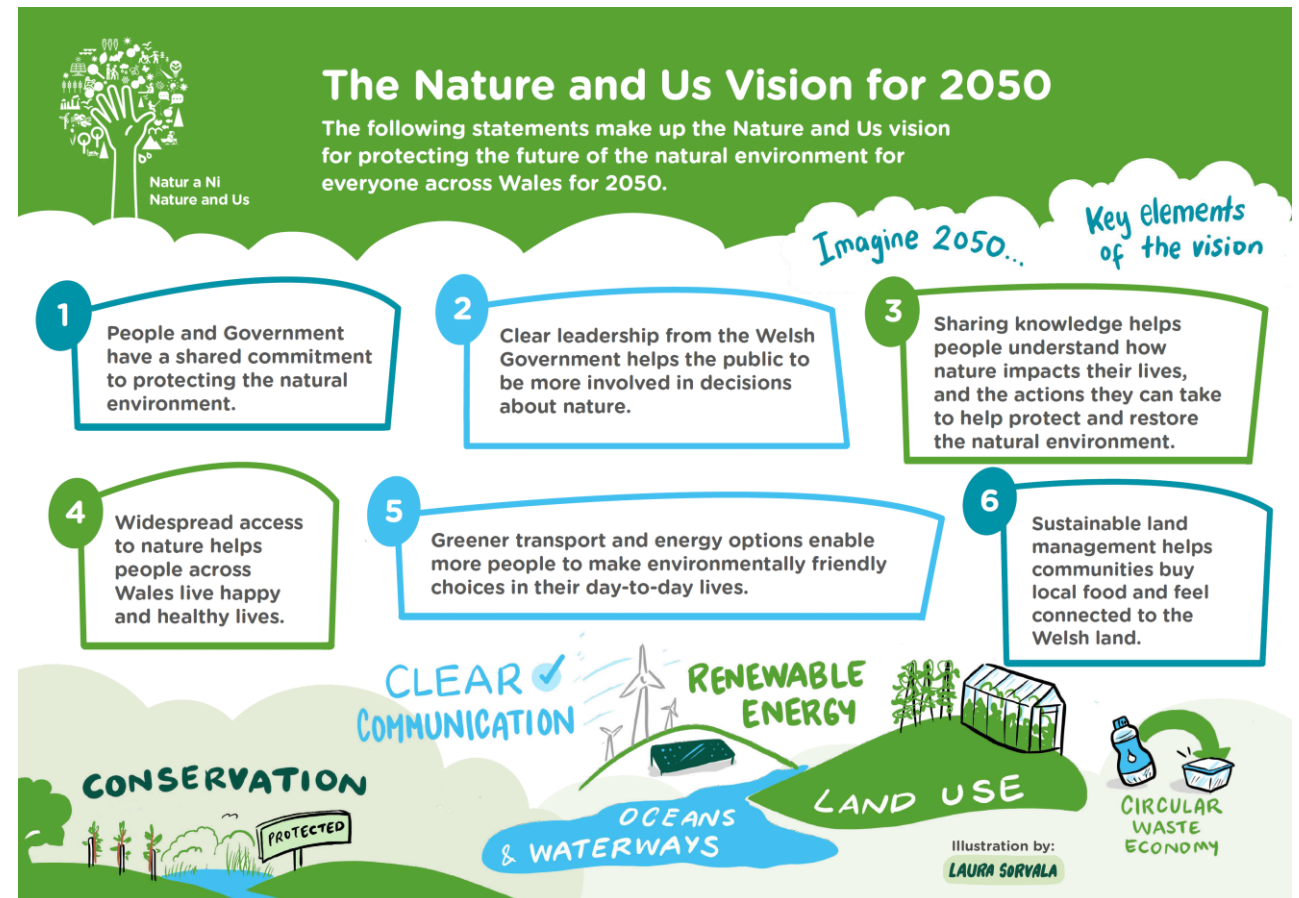 Natur a Ni
Nature and Us
The Nature and Us Vision for 2050
The following statements make up the Nature and Us vision
for protecting the future of the natural environment for
everyone across Wales for 2050.
Imagine 2050...
Key elements
of the vision
1
People and Government
have a shared commitment
to protecting the natural
environment.
2
Clear leadership from the Welsh
Government helps the public to
be more involved in decisions
about nature.
3
Sharing knowledge helps
people understand how
nature impacts their lives,
and the actions they can take
to help protect and restore
the natural environment.
4
Widespread access
to nature helps
people across
Wales live happy
and healthy lives.
5
Greener transport and energy options enable
more people to make environmentally friendly
choices in their day-to-day lives.
6
Sustainable land
management helps
communities buy
local food and feel
connected to the
Welsh land.
CLEAR
COMMUNICATION
RENEWABLE
ENERGY
CONSERVATION
PROTECTED
OCEANS
& WATERWAYS
LAND USE
CIRCULAR
WASTE
ECONOMY
Illustration by:
LAURA SORVALA